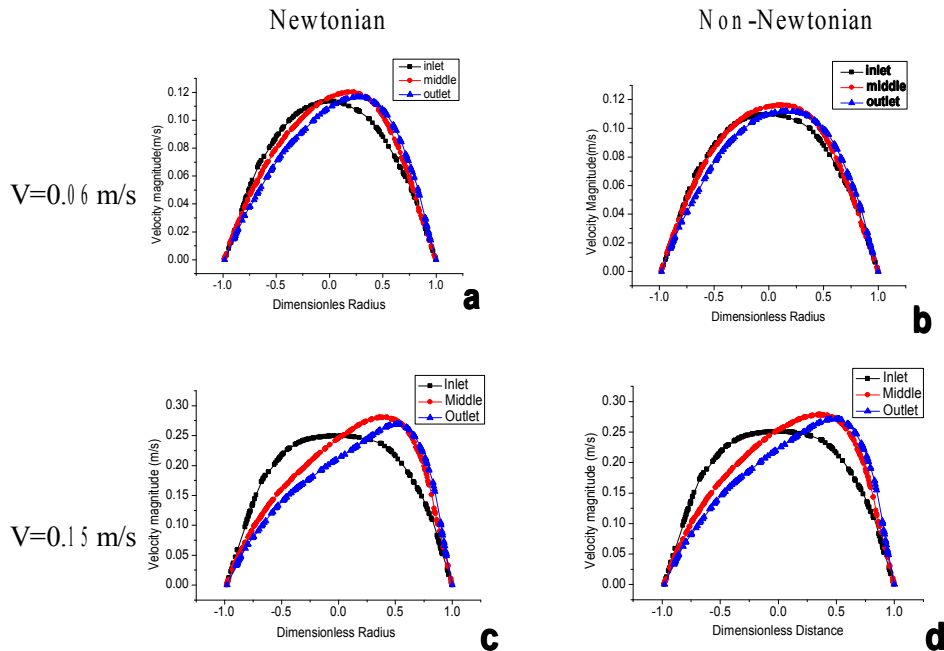 Newtonian
Non-Newtonian
V=0.06 m/s
inlet
middle
outlet
0.12
0.10
0.08
0.06
0.04
0.02
0.00
Velocity magnitude(m/s)
-1.0 -0.5 0.0 0.5 1.0
Dimensionless Radius
a
inlet
middle
outlet
0.12
0.10
0.08
0.06
0.04
0.02
0.00
Velocity Magnitude(m/s)
-1.0 -0.5 0.0 0.5 1.0
Dimensionless Radius
b
V=0.15 m/s
Inlet
Middle
Outlet
0.30
0.25
0.20
0.15
0.10
0.05
0.00
Velocity magnitude (m/s)
-1.0 -0.5 0.0 0.5 1.0
Dimensionless Radius
c
Inlet
Middle
Outlet
0.30
0.25
0.20
0.15
0.10
0.05
0.00
Velocity magnitude (m/s)
-1.0 -0.5 0.0 0.5 1.0
Dimensionless Distance
d